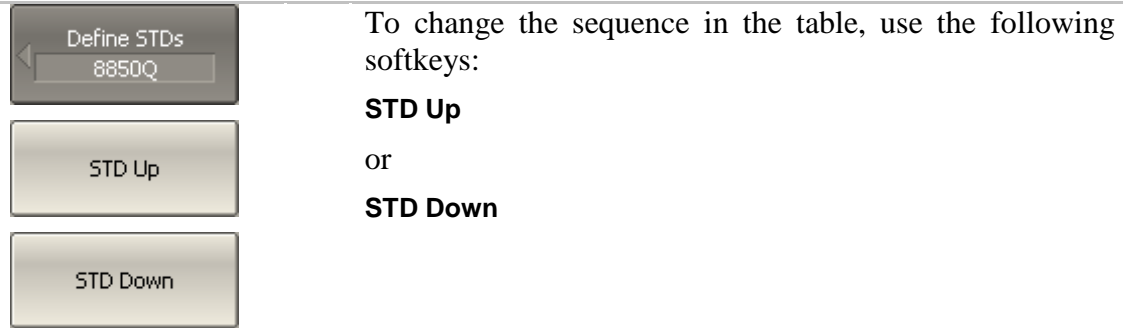 Define STDs
8850Q
STD Up
STD Down
To change the sequence in the table, use the following
softkeys:
STD Up
or
STD Down